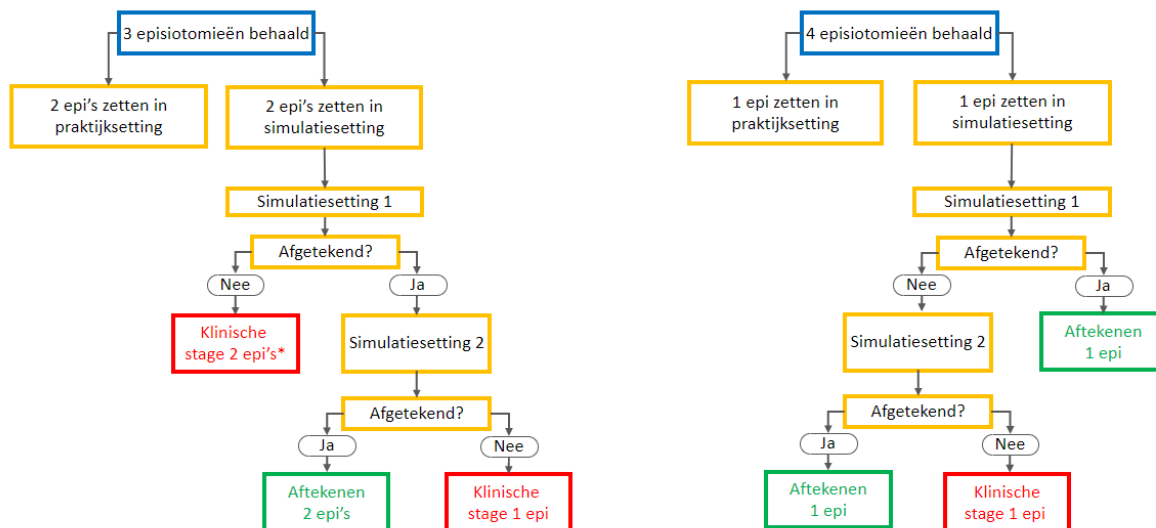 3 episiotomieën behaald
2 epi's zetten in
praktijksetting
2 epi's zetten in
simulatiesetting
Simulatiesetting 1
Afgetekend?
Nee
Ja
Klinische
stage 2 epi's*
Simulatiesetting 2
Afgetekend?
Ja
Nee
Aftekenen
2 epi's
Klinische
stage 1 epi
4 episiotomieën behaald
1 epi zetten in
praktijksetting
1 epi zetten in
simulatiesetting
Simulatiesetting 1
Afgetekend?
Nee
Ja
Simulatiesetting 2
Aftekenen
1 epi
Afgetekend?
Ja
Nee
Aftekenen
1 epi
Klinische
stage 1 epi